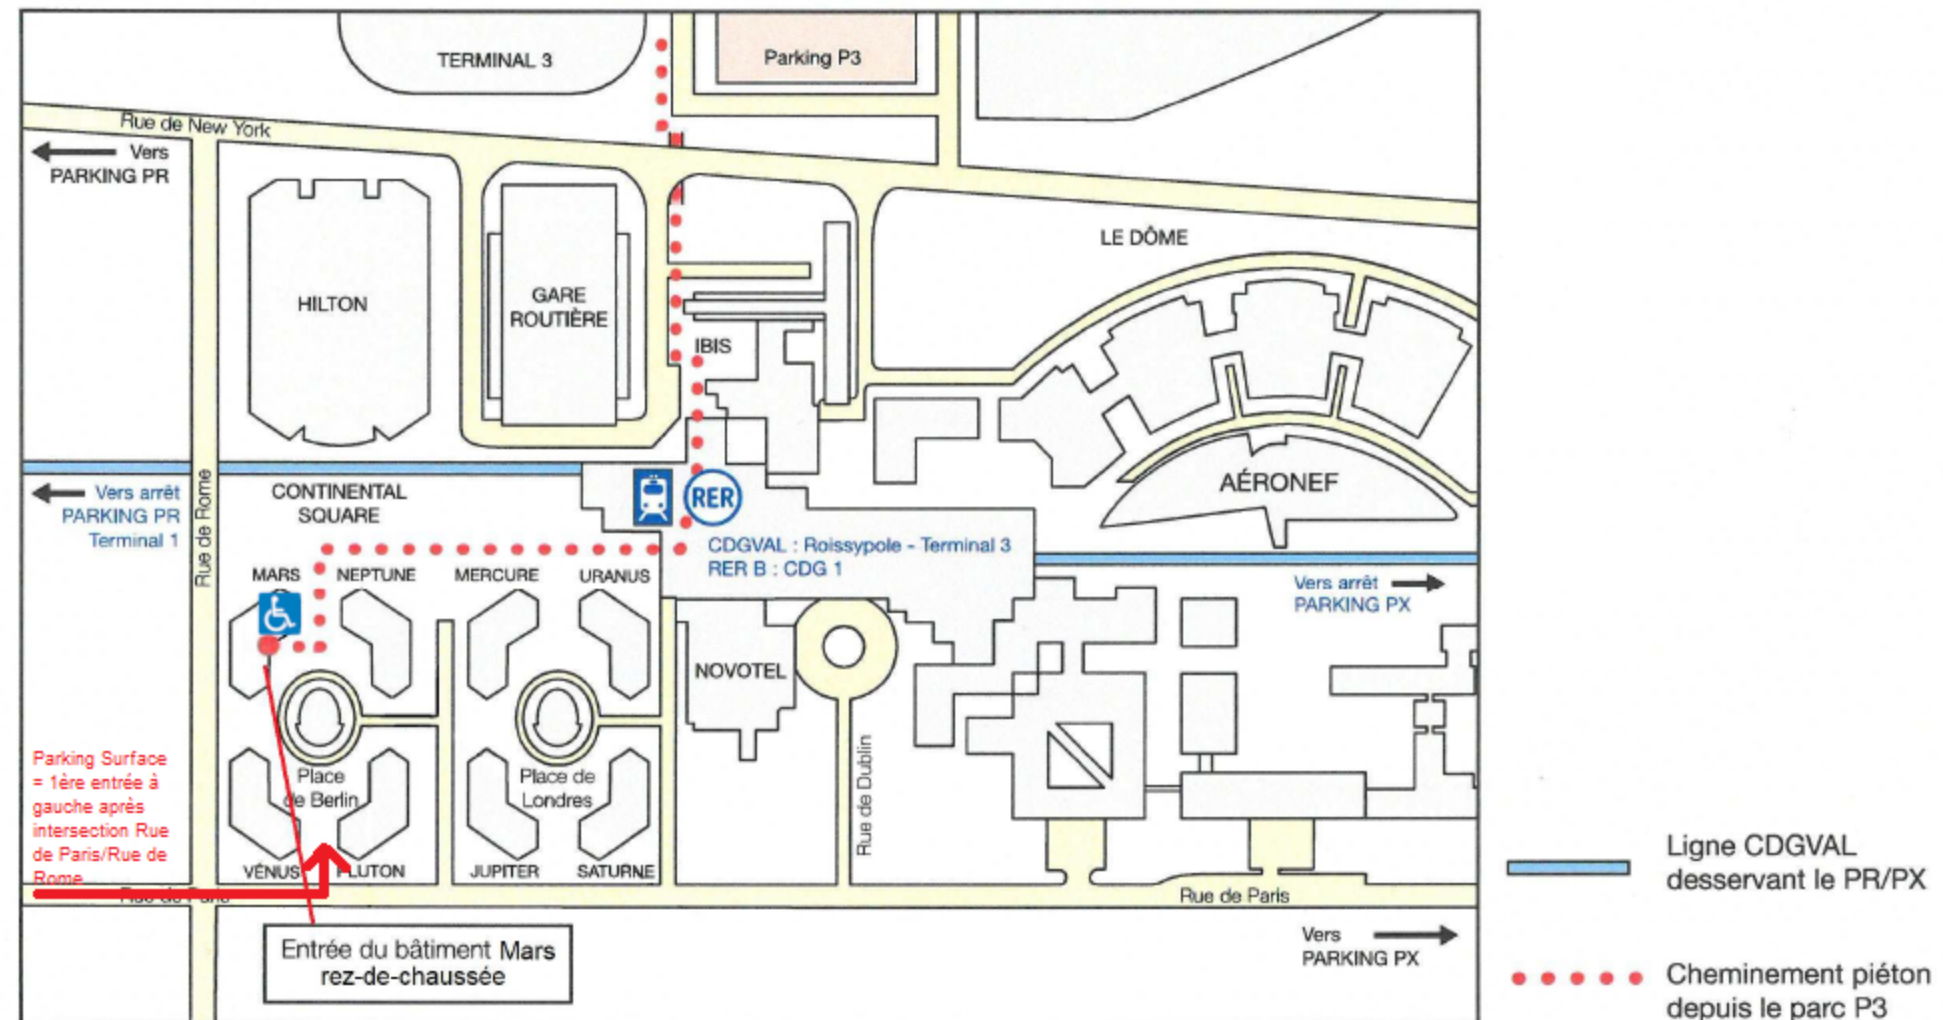 TERMINAL 3
Parking P3
Rue de New York
Vers
PARKING PR
LE DÔME
HILTON
GARE
ROUTIÈRE
IBIS
AÉRONEF
Vers arrêt
PARKING PR
Terminal 1
Rue de Rome
CONTINENTAL
SQUARE
RER
CDGVAL : Roissypole - Terminal 3
RER B : CDG 1
Vers arrêt
PARKING PX
MARS
NEPTUNE
MERCURE
URANUS
NOVOTEL
Rue de Dublin
Parking Surface
= 1ère entrée à
gauche après
intersection Rue
de Paris/Rue de
Rome
Place
de Berlin
Place de
Londres
VÉNUS
PLUTON
JUPITER
SATURNE
Rue de Paris
Rue de Paris
Entrée du bâtiment Mars
rez-de-chaussée
Vers
PARKING PX
Ligne CDGVAL
desservant le PR/PX
Cheminement piéton
depuis le parc P3